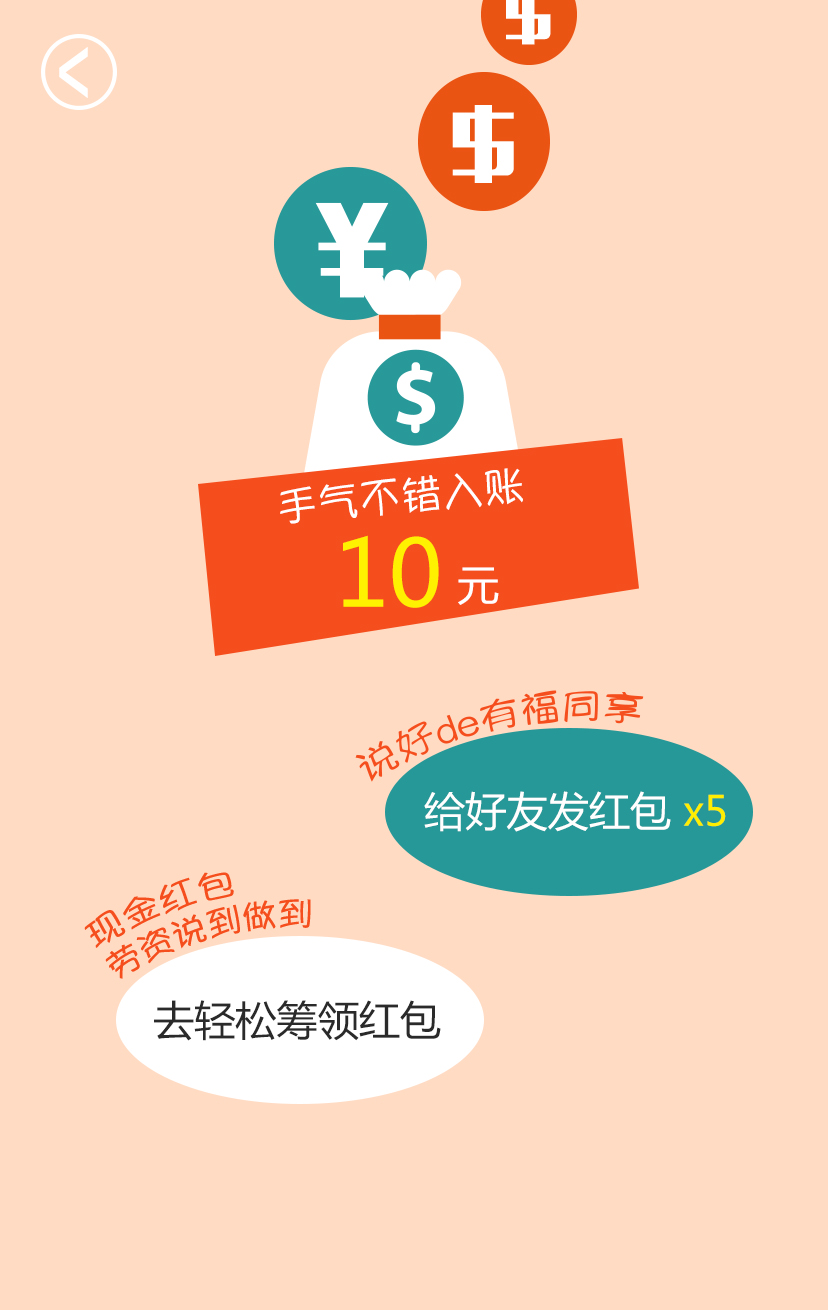 $
$
¥
$
手气不错入账
10 元
说好de有福同享
给好友发红包 x5
现金红包
劳资说到做到
去轻松筹领红包